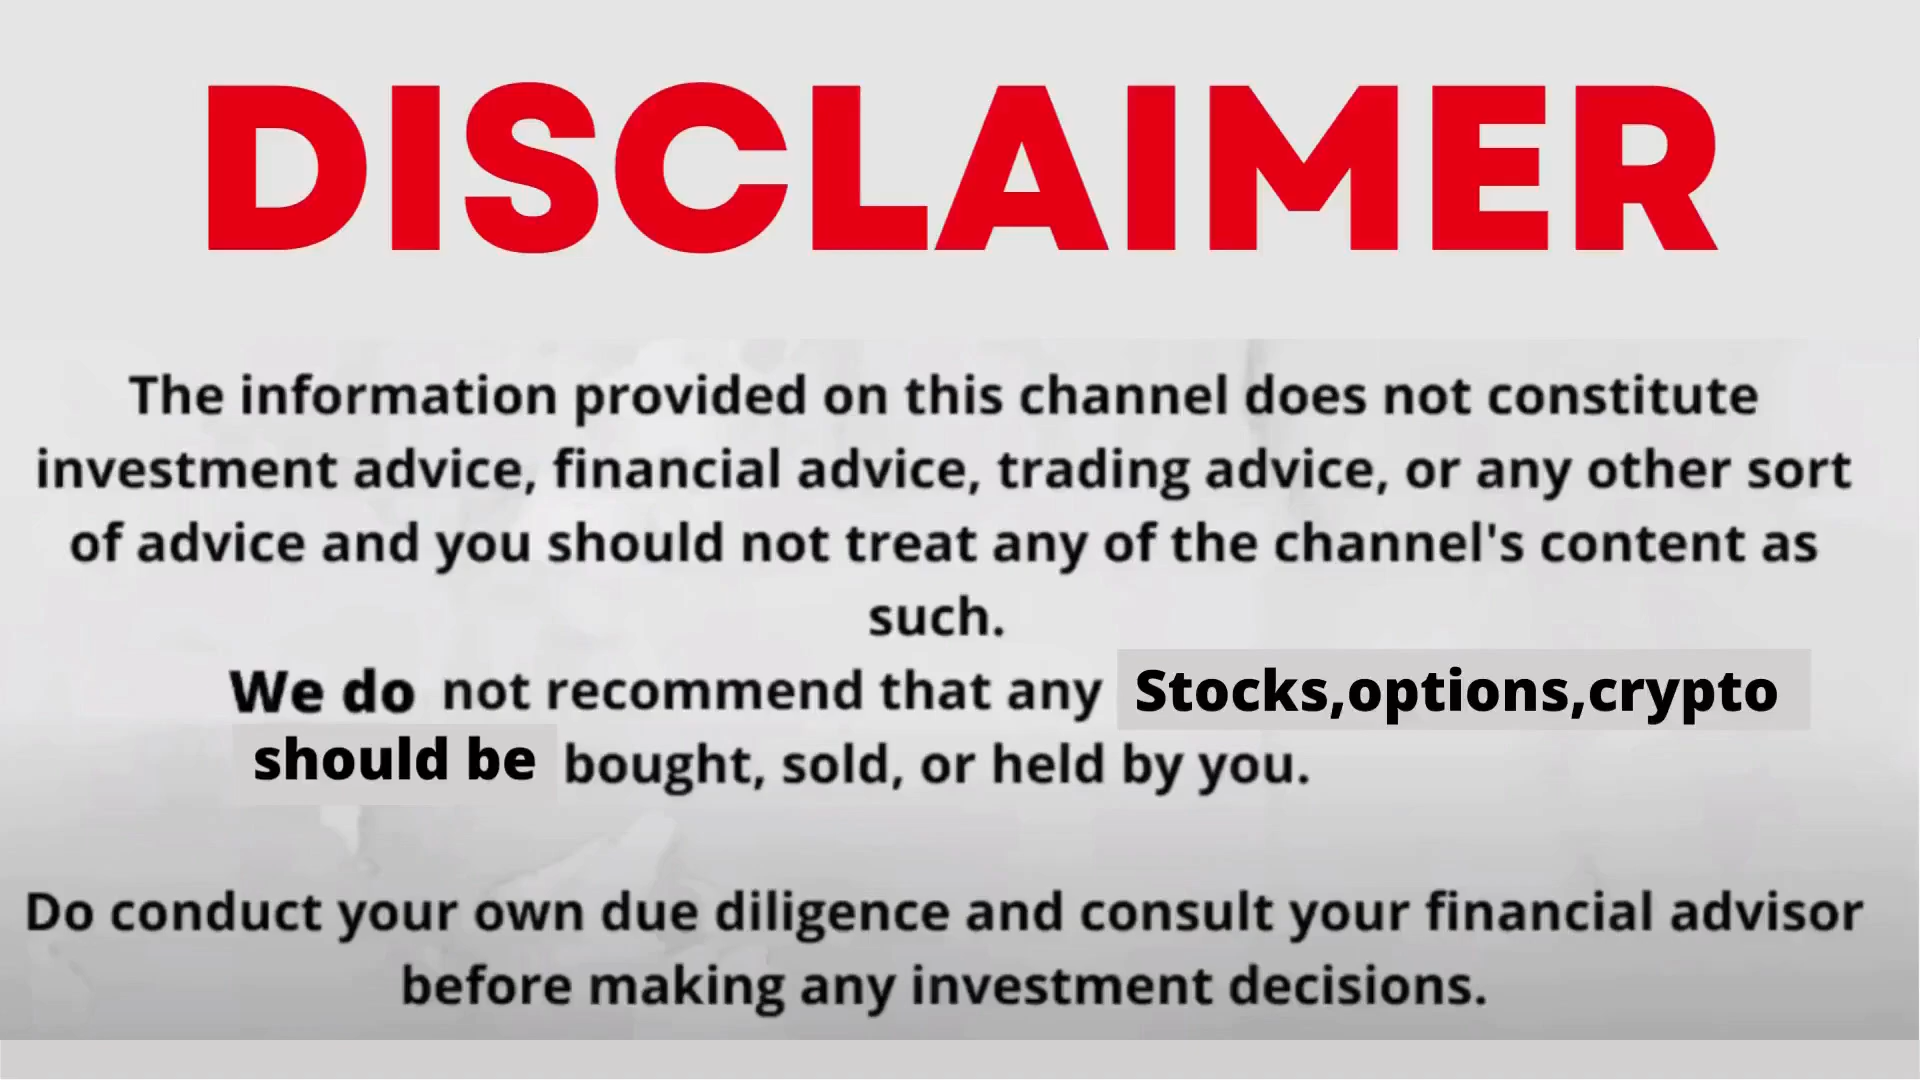 DISCLAIMER
The information provided on this channel does not constitute
investment advice, financial advice, trading advice, or any other sort
of advice and you should not treat any of the channel's content as
such.
We do not recommend that any Stocks,options,crypto
should be bought, sold, or held by you.
Do conduct your own due diligence and consult your financial advisor
before making any investment decisions.